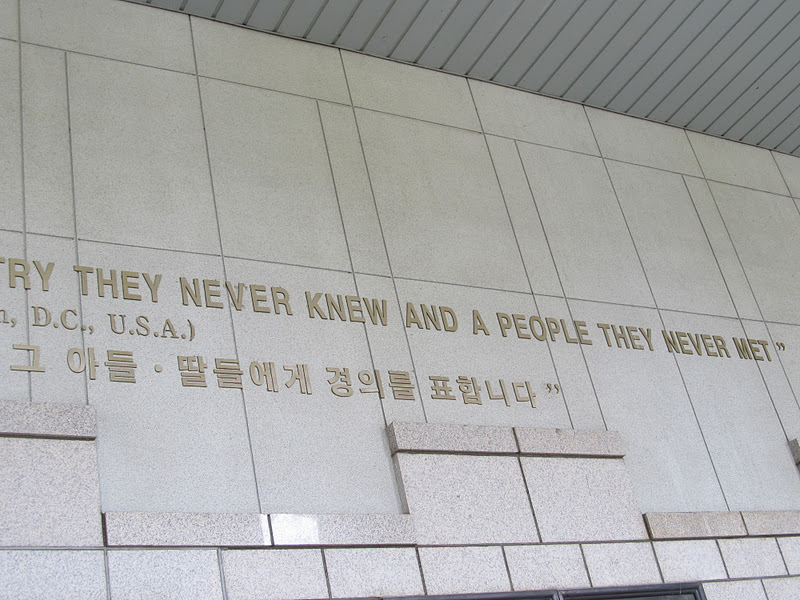 TRY THEY NEVER KNEW AND A PEOPLE THEY NEVER MET”
n, D.C., U.S.A.)
그 아들·딸들에게 경의를 표합니다”